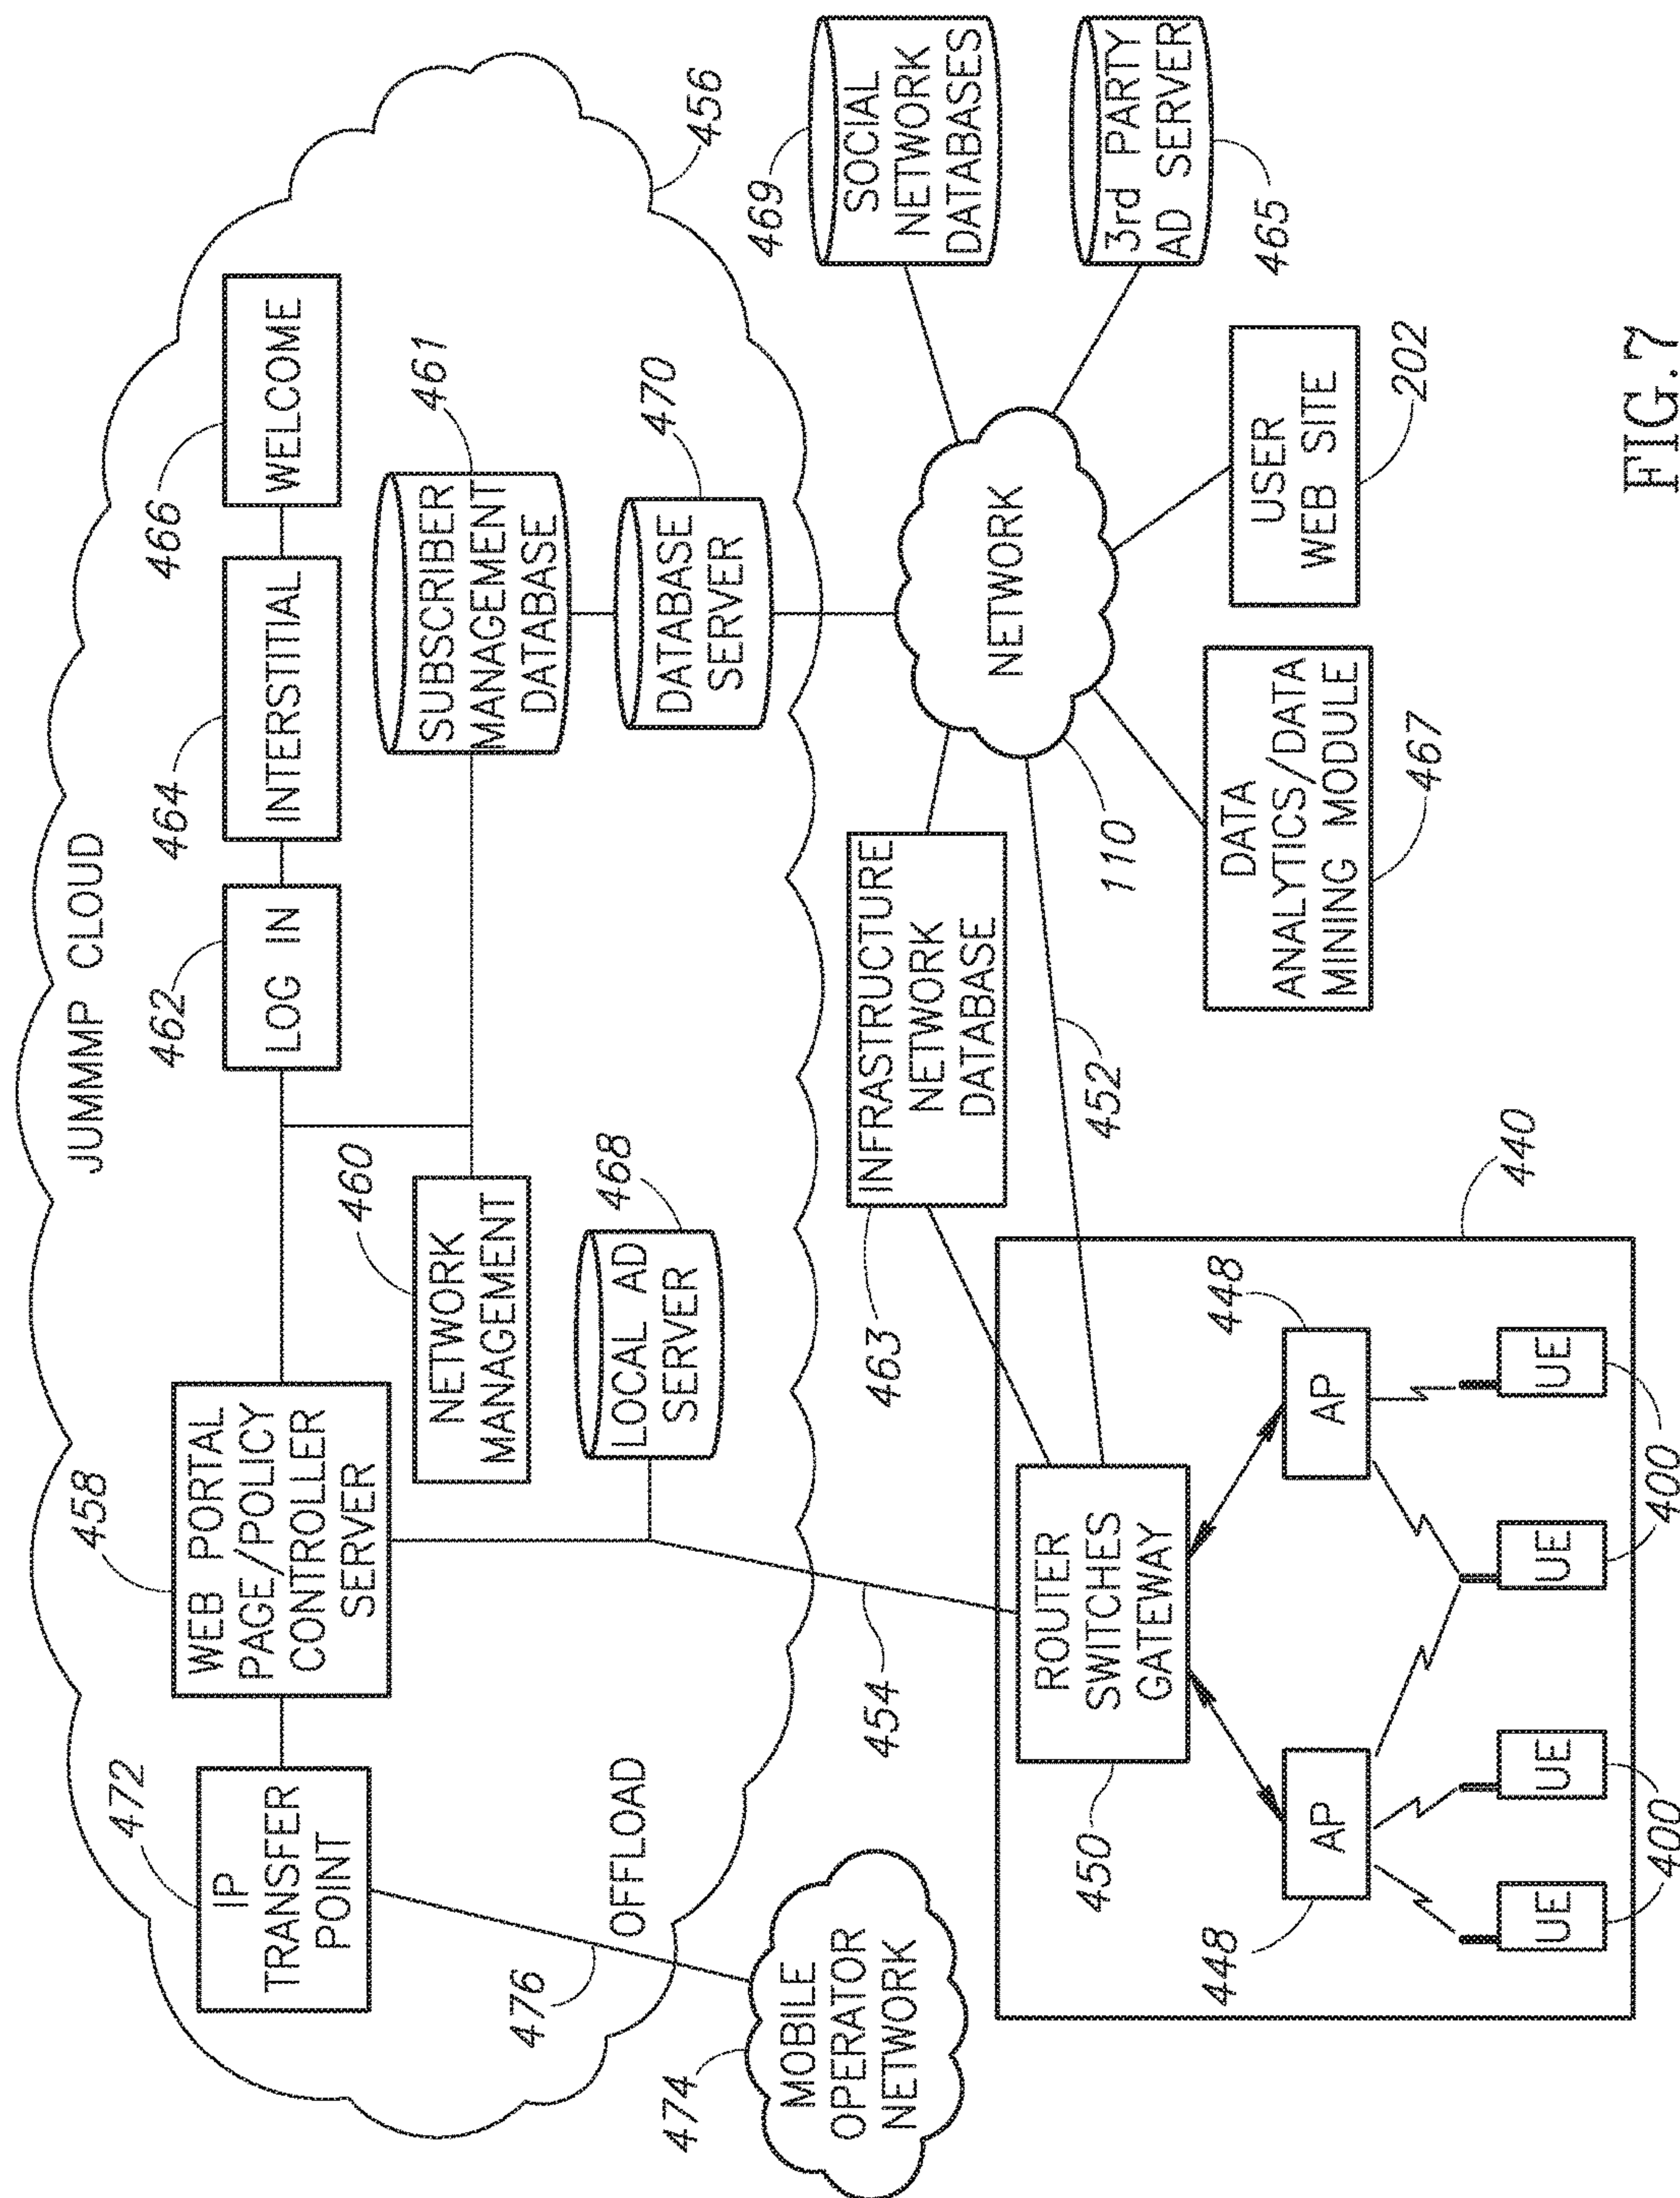 JUMMMP CLOUD
472
IP
TRANSFER
POINT
458
WEB PORTAL
PAGE/POLICY
CONTROLLER
SERVER
462
LOG IN
464
INTERSTITIAL
466
WELCOME
460
NETWORK
MANAGEMENT
461
SUBSCRIBER
MANAGEMENT
DATABASE
468
LOCAL AD
SERVER
470
DATABASE
SERVER
456
476
OFFLOAD
474
MOBILE
OPERATOR
NETWORK
454
463
INFRASTRUCTURE
NETWORK
DATABASE
452
NETWORK
110
469
SOCIAL
NETWORK
DATABASES
3rd PARTY
AD SERVER
465
USER
WEB SITE
202
DATA
ANALYTICS/DATA
MINING MODULE
467
440
ROUTER
SWITCHES
GATEWAY
450
448
AP
448
AP
UE
UE
UE
UE
400
400
FIG.7